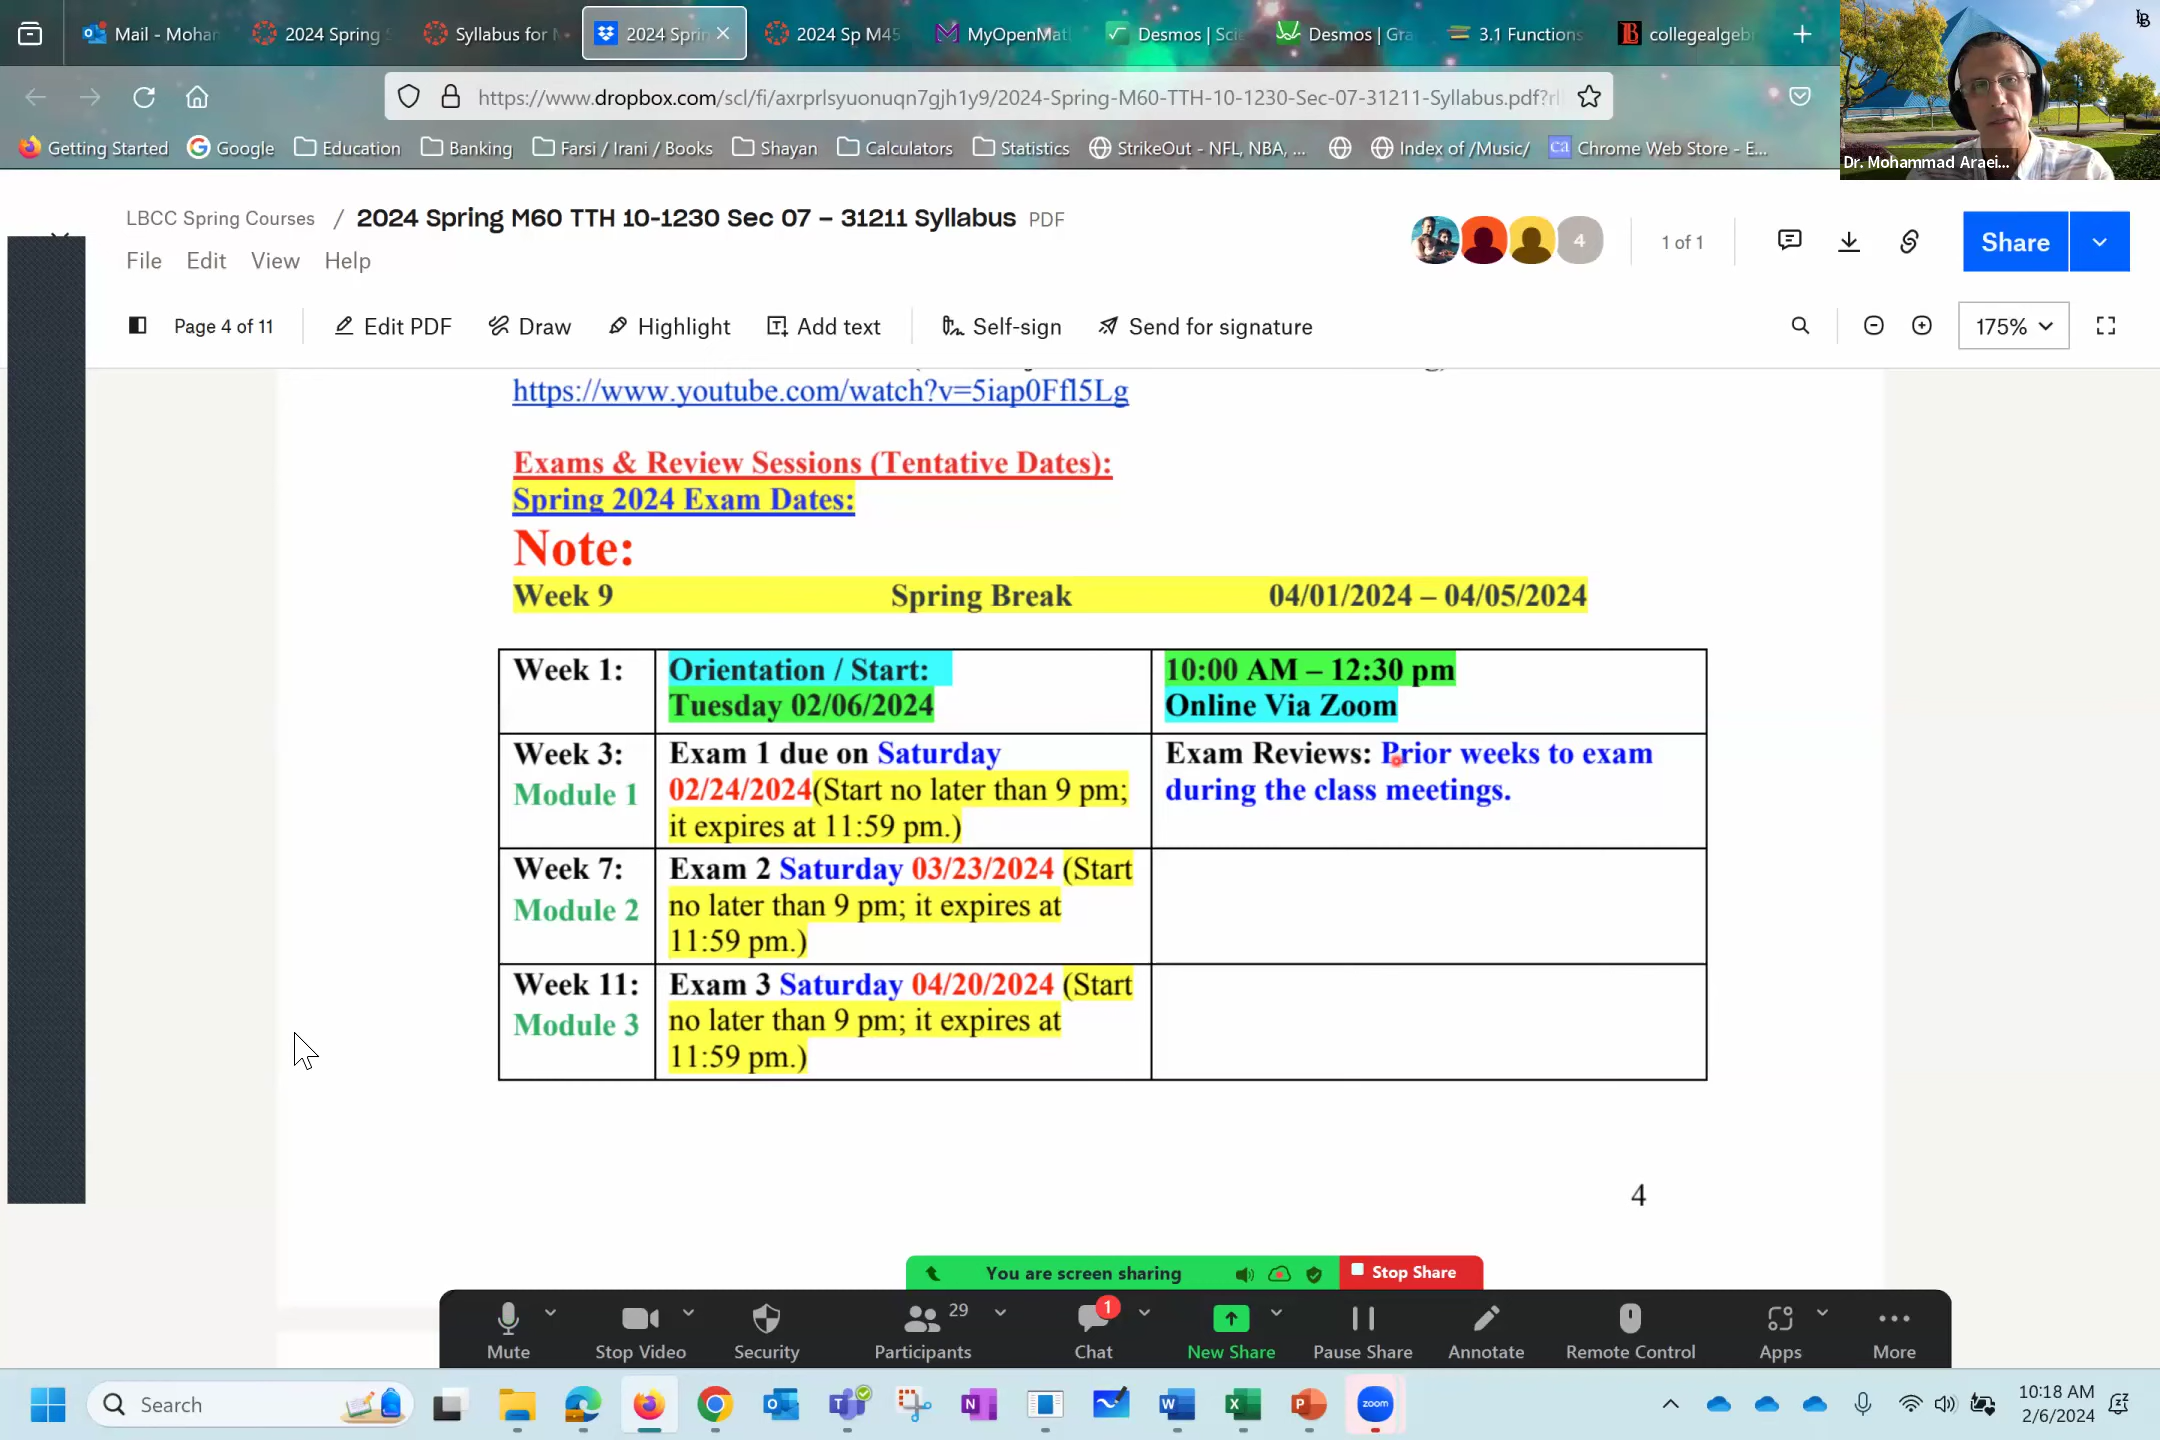 Mail - Mohan
2024 Spring
Syllabus for M
2024 Sprin
2024 Sp M45
MyOpenMat
Desmos | Scie
Desmos | Gra
3.1 Functions
collegealgeb
https://www.dropbox.com/scl/fi/axrprlsyuonuqn7gjh1y9/2024-Spring-M60-TTH-10-1230-Sec-07-31211-Syllabus.pdf?rl
Getting Started
Google
Education
Banking
Farsi / Irani / Books
Shayan
Calculators
Statistics
StrikeOut - NFL, NBA, ...
Index of /Music/
Chrome Web Store - E...
Dr. Mohammad Araei...
LBCC Spring Courses / 2024 Spring M60 TTH 10-1230 Sec 07 – 31211 Syllabus PDF
4
1 of 1
Share
File Edit View Help
Page 4 of 11
Edit PDF
Draw
Highlight
Add text
Self-sign
Send for signature
175%
https://www.youtube.com/watch?v=5iap0Ffl5Lg
Exams & Review Sessions (Tentative Dates):
Spring 2024 Exam Dates:
Note:
Week 9 Spring Break 04/01/2024 – 04/05/2024
Week 1:
Orientation / Start:
Tuesday 02/06/2024
10:00 AM – 12:30 pm
Online Via Zoom
Week 3:
Module 1
Exam 1 due on Saturday
02/24/2024(Start no later than 9 pm;
it expires at 11:59 pm.)
Exam Reviews: Prior weeks to exam
during the class meetings.
Week 7:
Module 2
Exam 2 Saturday 03/23/2024 (Start
no later than 9 pm; it expires at
11:59 pm.)
Week 11:
Module 3
Exam 3 Saturday 04/20/2024 (Start
no later than 9 pm; it expires at
11:59 pm.)
4
You are screen sharing
Stop Share
Mute
Stop Video
Security
Participants
29
Chat
1
New Share
Pause Share
Annotate
Remote Control
Apps
More
Search
zoom
10:18 AM
2/6/2024